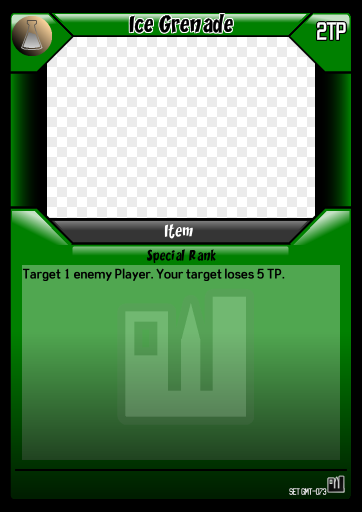 Ice Grenade
2TP
Item
Special Rank
Target 1 enemy Player. Your target loses 5 TP.
SET GMT-073